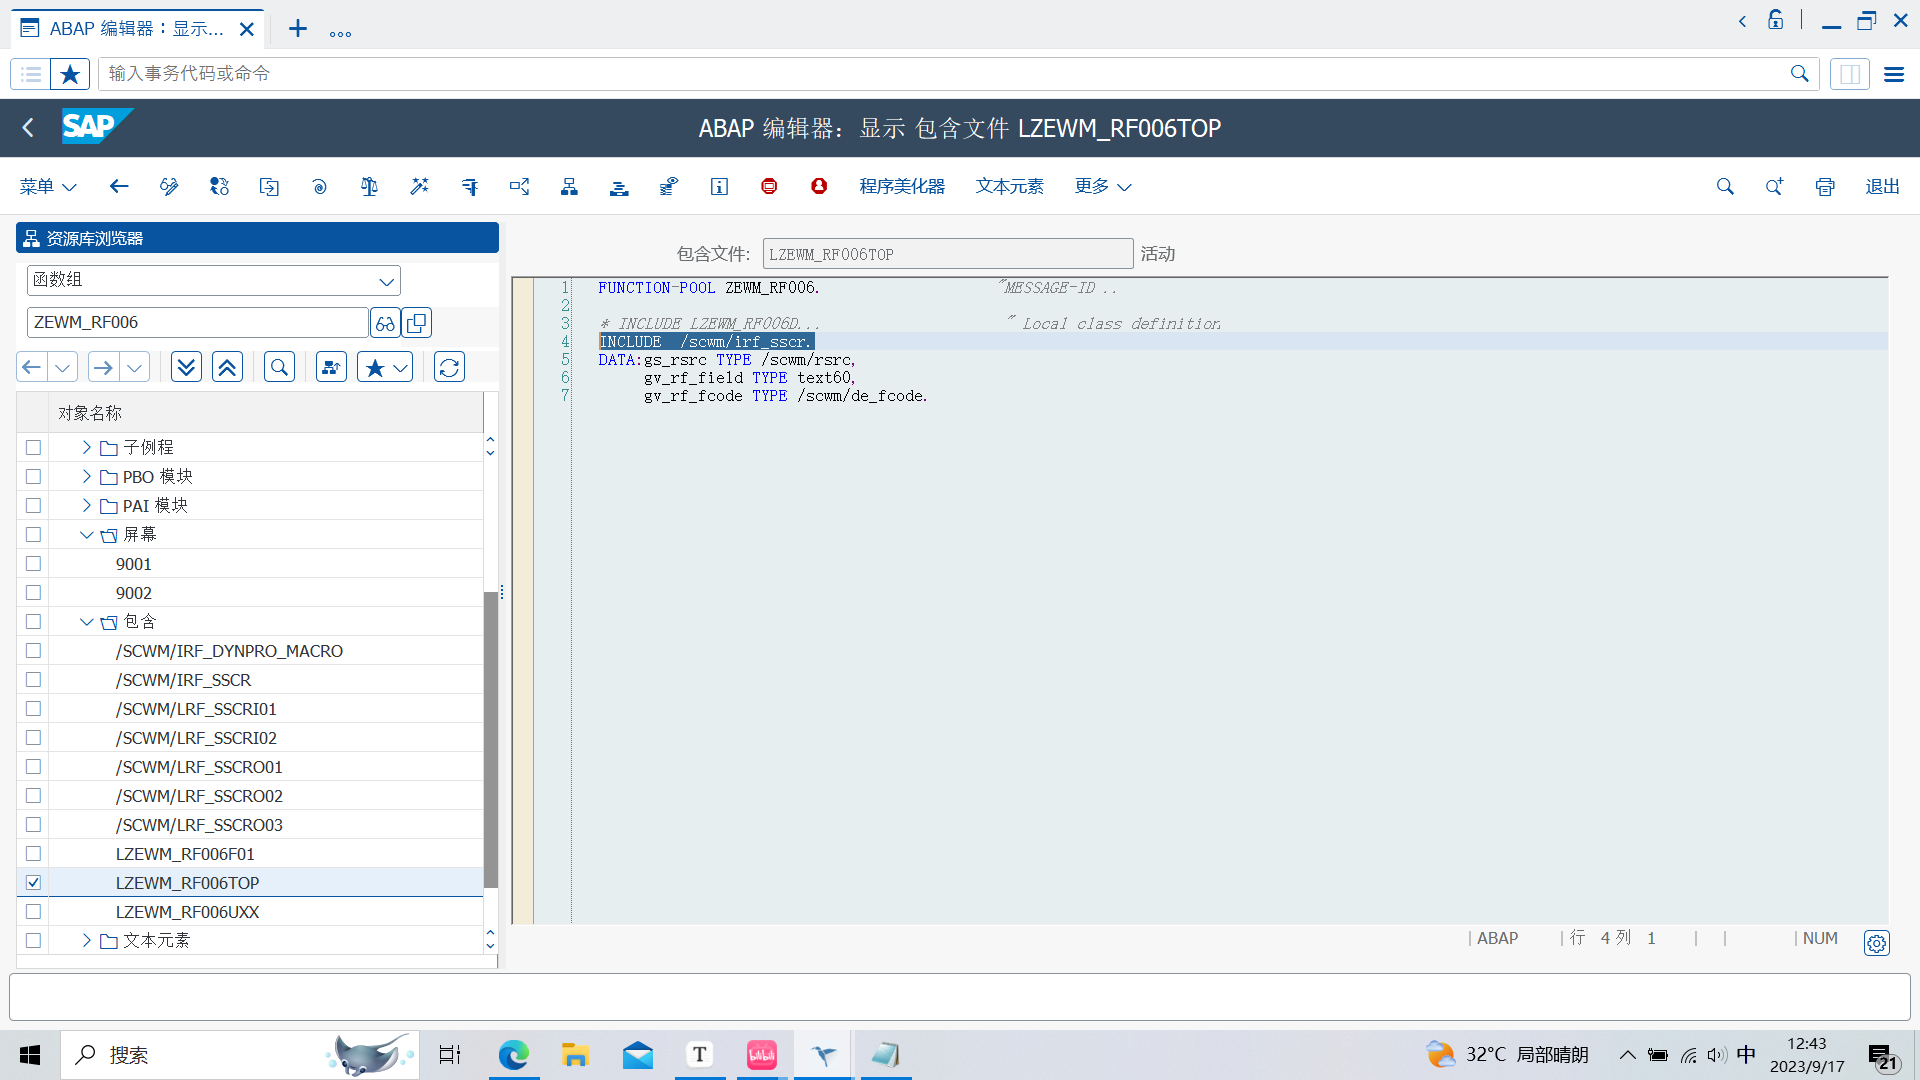 ABAP 编辑器：显示...
输入事务代码或命令
SAP
ABAP 编辑器： 显示 包含文件 LZEWM_RF006TOP
菜单
程序美化器
文本元素
更多
退出
资源库浏览器
函数组
ZEWM_RF006
对象名称
子例程
PBO 模块
PAI 模块
屏幕
9001
9002
包含
/SCWM/IRF_DYNPRO_MACRO
/SCWM/IRF_SSCR
/SCWM/LRF_SSCRI01
/SCWM/LRF_SSCRI02
/SCWM/LRF_SSCRO01
/SCWM/LRF_SSCRO02
/SCWM/LRF_SSCRO03
LZEWM_RF006F01
LZEWM_RF006TOP
LZEWM_RF006UXX
文本元素
包含文件: LZEWM_RF006TOP 活动
1 FUNCTION-POOL ZEWM_RF006. "MESSAGE-ID ..
2
3 * INCLUDE LZEWM_RF006D... " Local class definition
4 INCLUDE /scwm/irf_sscr.
5 DATA:gs_rsrc TYPE /scwm/rsrc,
6 gv_rf_field TYPE text60,
7 gv_rf_fcode TYPE /scwm/de_fcode.
ABAP 行 4 列 1 NUM
搜索
T
bilibili
32°C 局部晴朗
中
12:43
2023/9/17
21